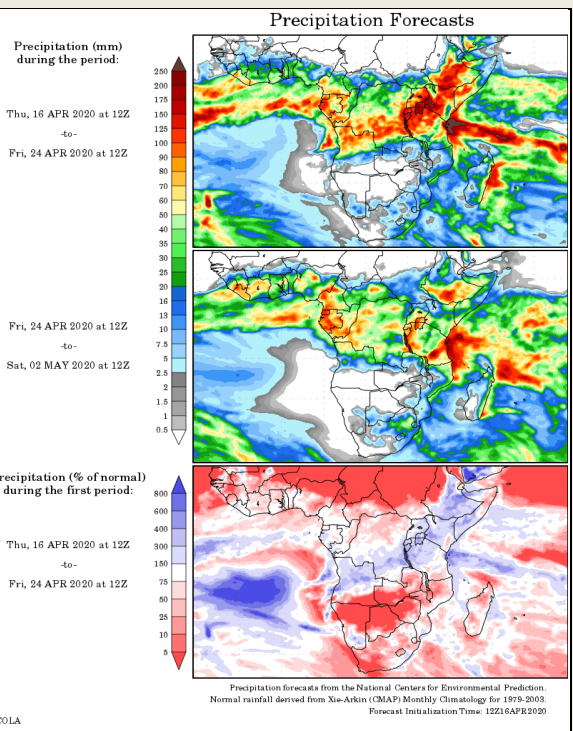 Precipitation Forecasts
Precipitation (mm)
during the period:
Thu, 16 APR 2020 at 12Z
-to-
Fri, 24 APR 2020 at 12Z
250
200
175
150
125
100
90
80
70
60
50
40
35
30
25
20
16
13
10
7.5
5
2.5
2
1.5
1
0.5
Fri, 24 APR 2020 at 12Z
-to-
Sat, 02 MAY 2020 at 12Z
recipitation (% of normal)
during the first period:
Thu, 16 APR 2020 at 12Z
-to-
Fri, 24 APR 2020 at 12Z
800
600
400
300
150
75
50
25
10
5
Precipitation forecasts from the National Centers for Environmental Prediction.
Normal rainfall derived from Xie-Arkin (CMAP) Monthly Climatology for 1979-2003.
Forecast Initialization Time: 12Z16APR2020
COLA